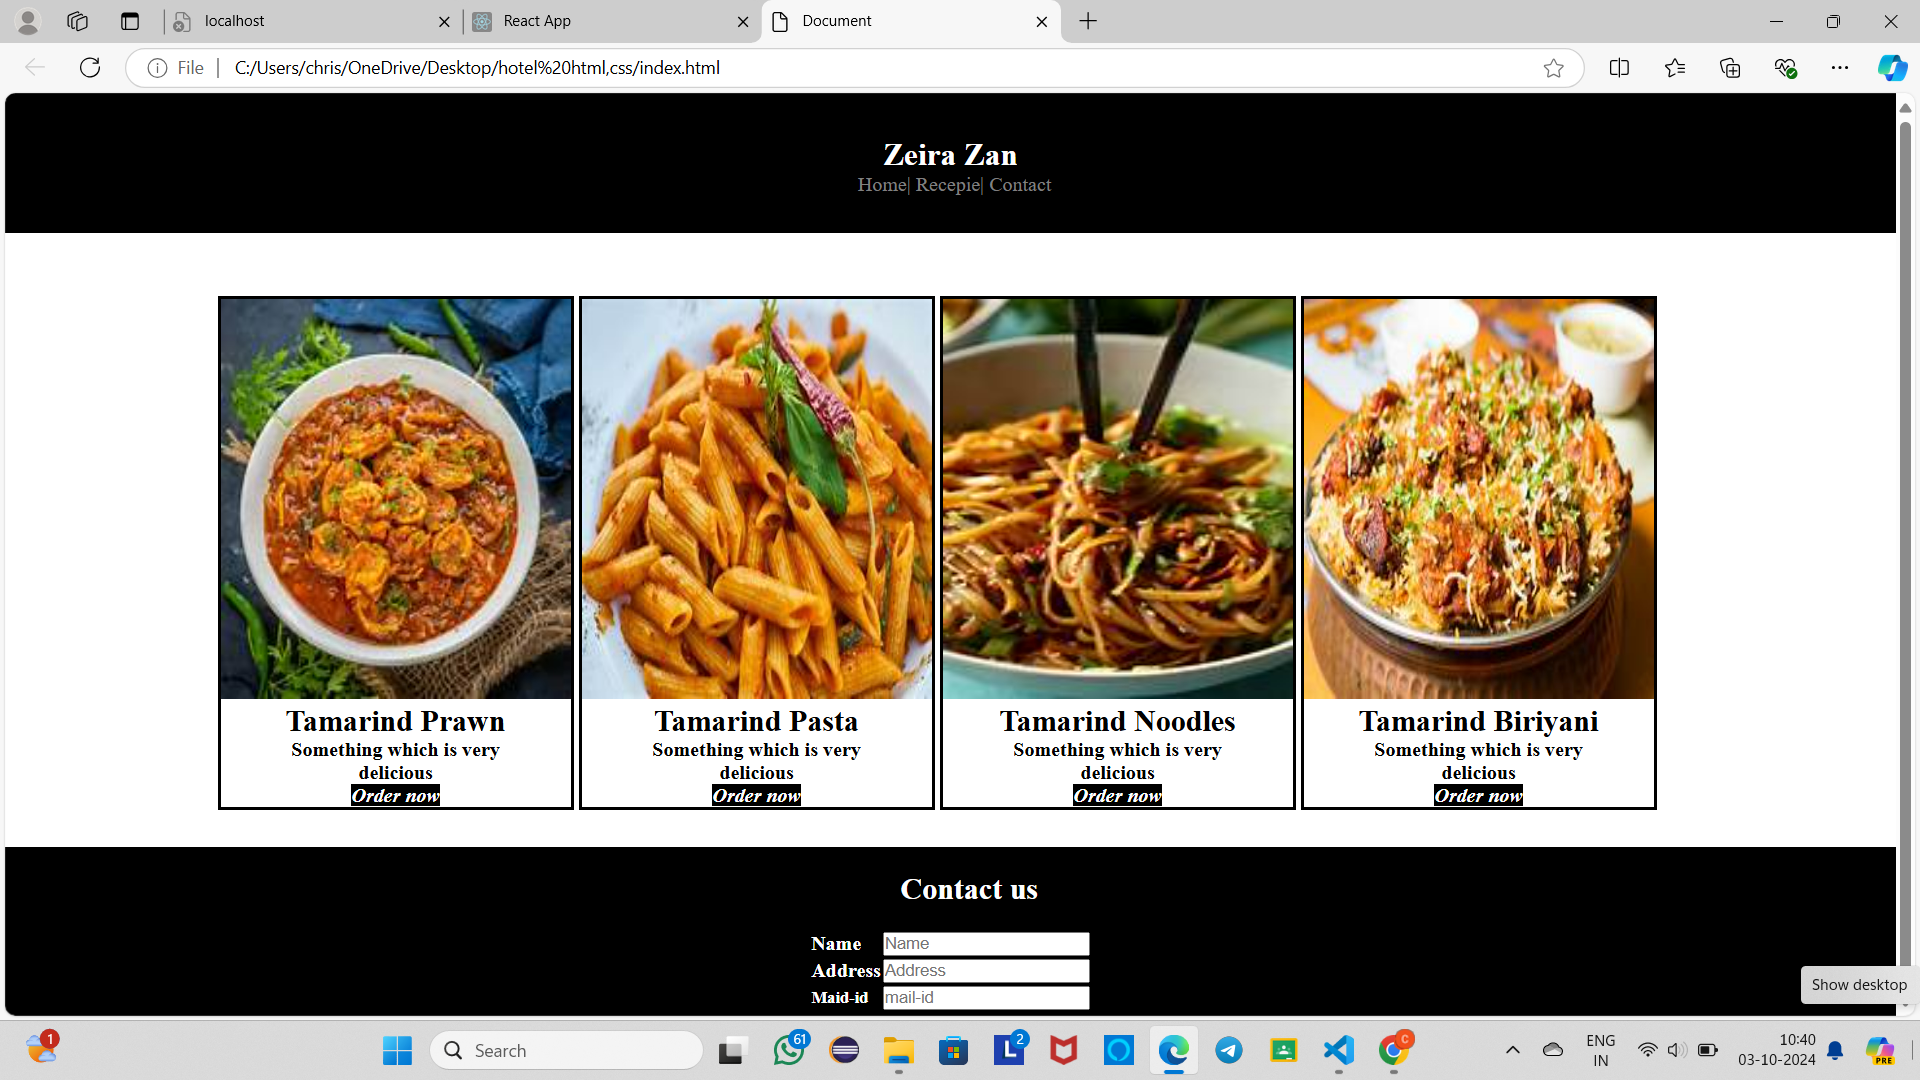 localhost
React App
Document
File
C:/Users/chris/OneDrive/Desktop/hotel%20html,css/index.html
Zeira Zan
Home| Recepie| Contact
Tamarind Prawn
Something which is very
delicious
Order now
Tamarind Pasta
Something which is very
delicious
Order now
Tamarind Noodles
Something which is very
delicious
Order now
Tamarind Biriyani
Something which is very
delicious
Order now
Contact us
Name Name
Address Address
Maid-id mail-id
Show desktop
1
Search
61
L 2
C
ENG
IN
10:40
03-10-2024
PRE